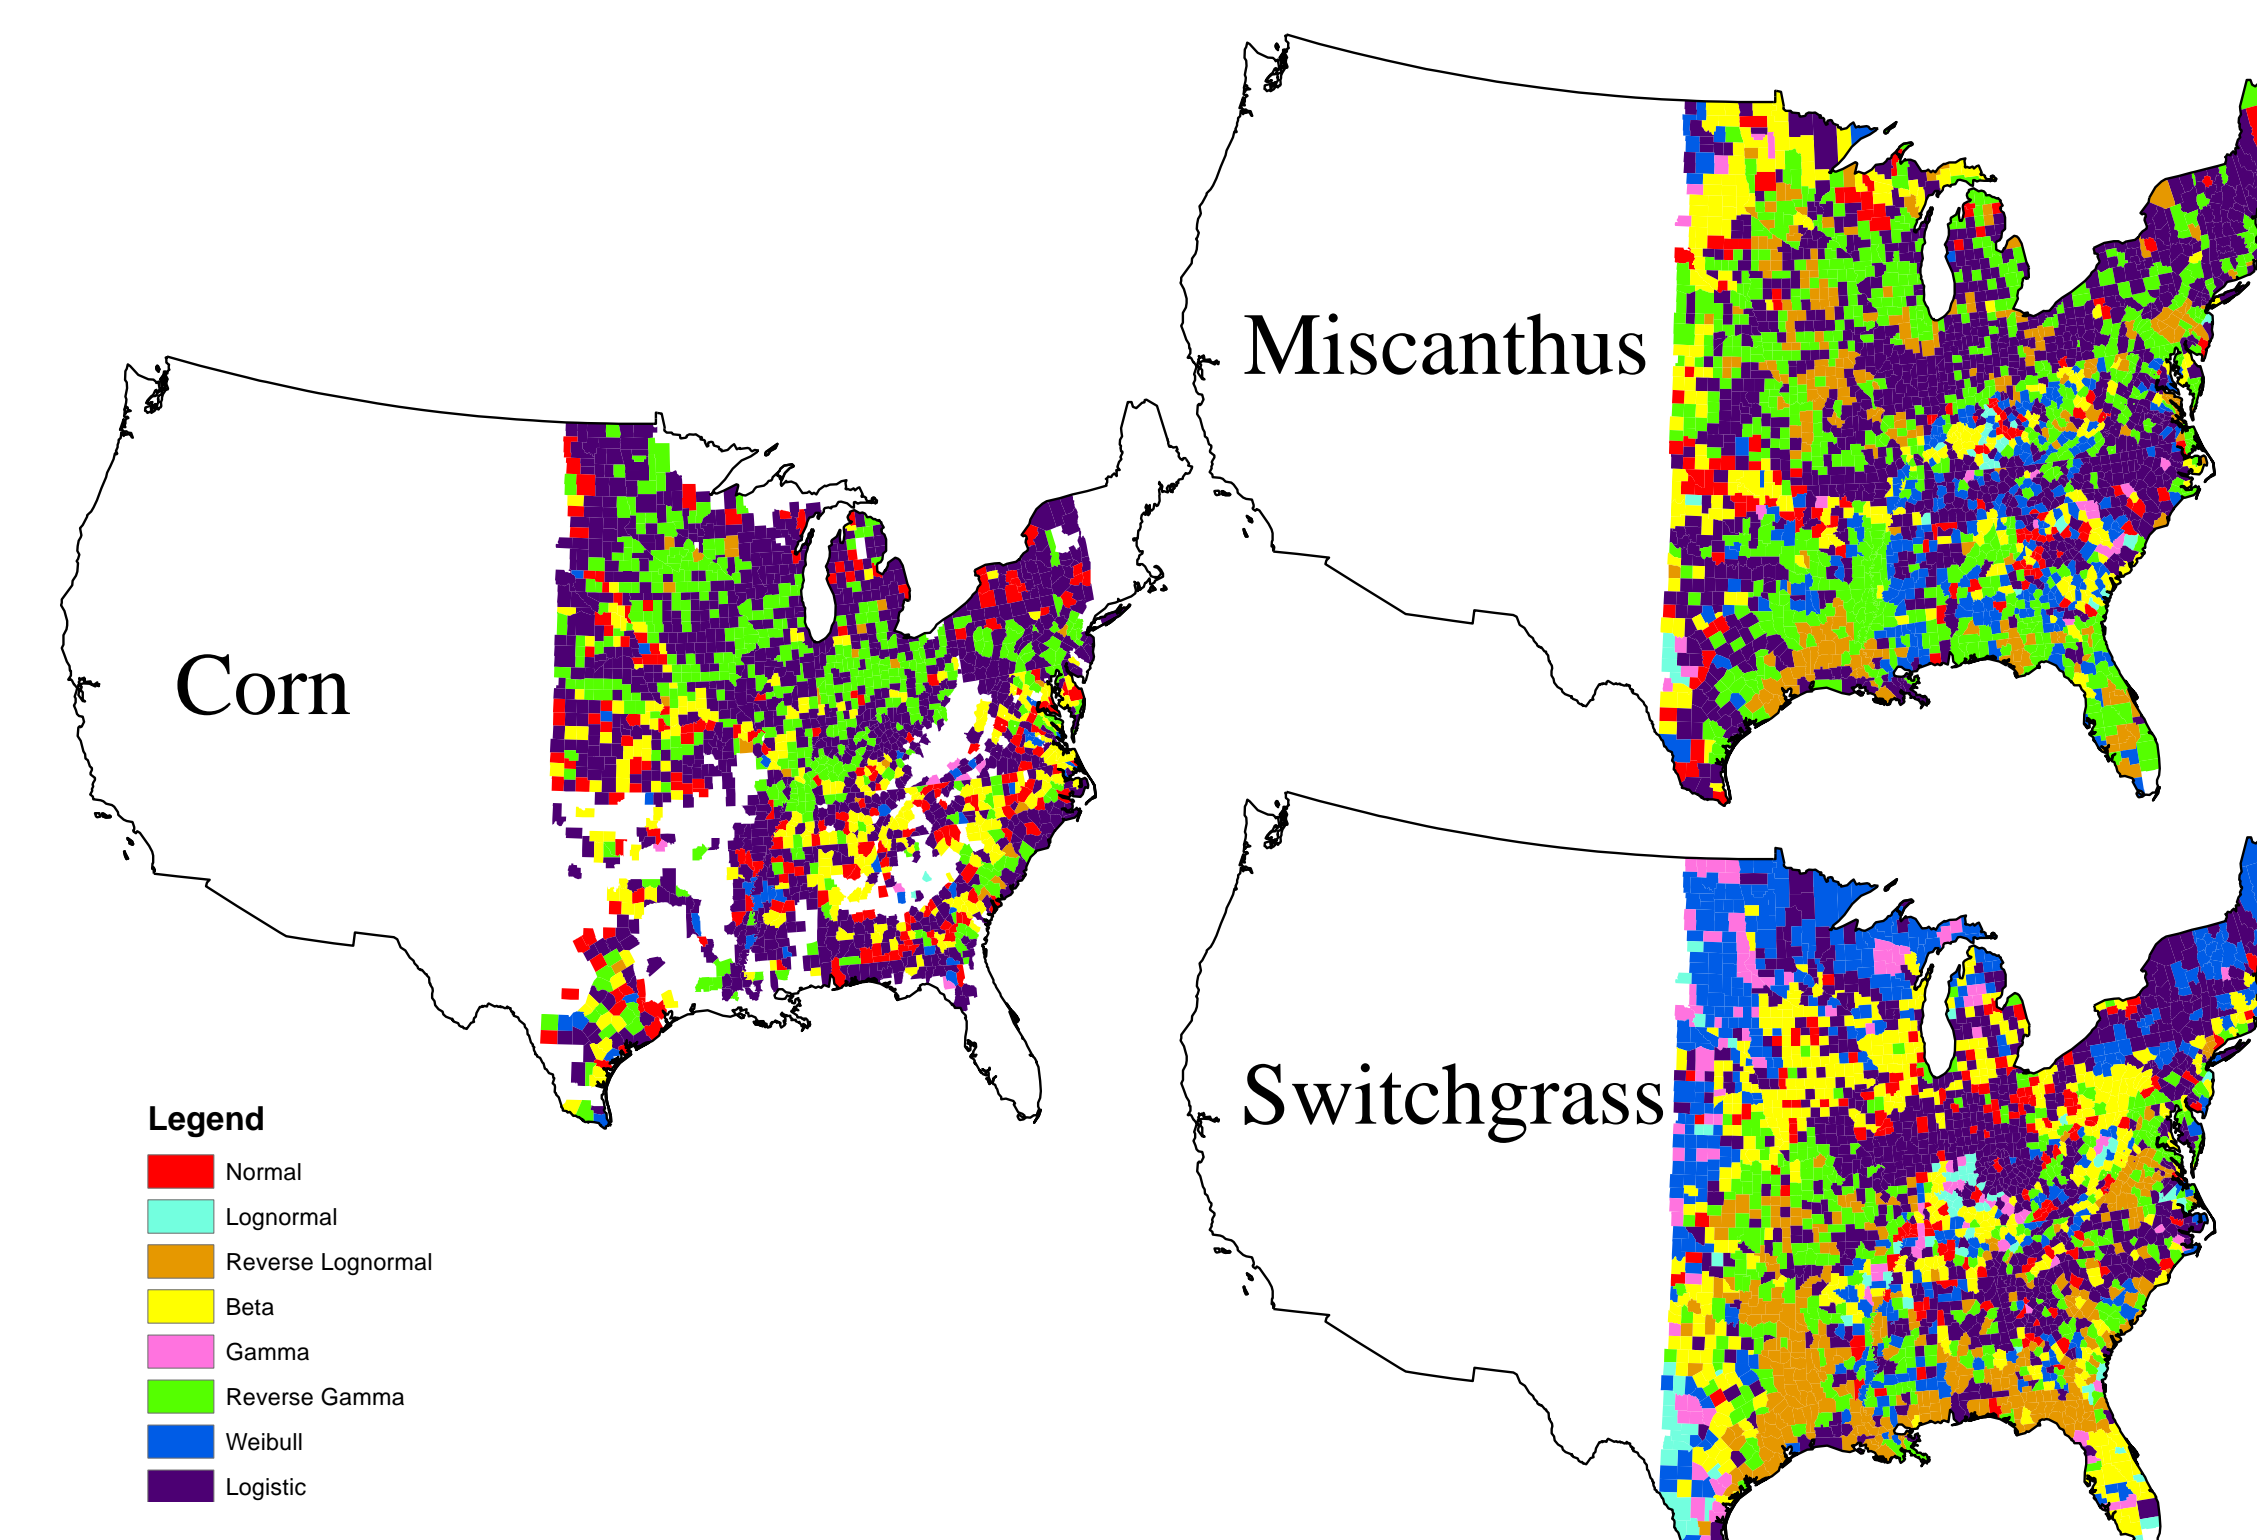 Miscanthus
Corn
Switchgrass
Legend
Normal
Lognormal
Reverse Lognormal
Beta
Gamma
Reverse Gamma
Weibull
Logistic